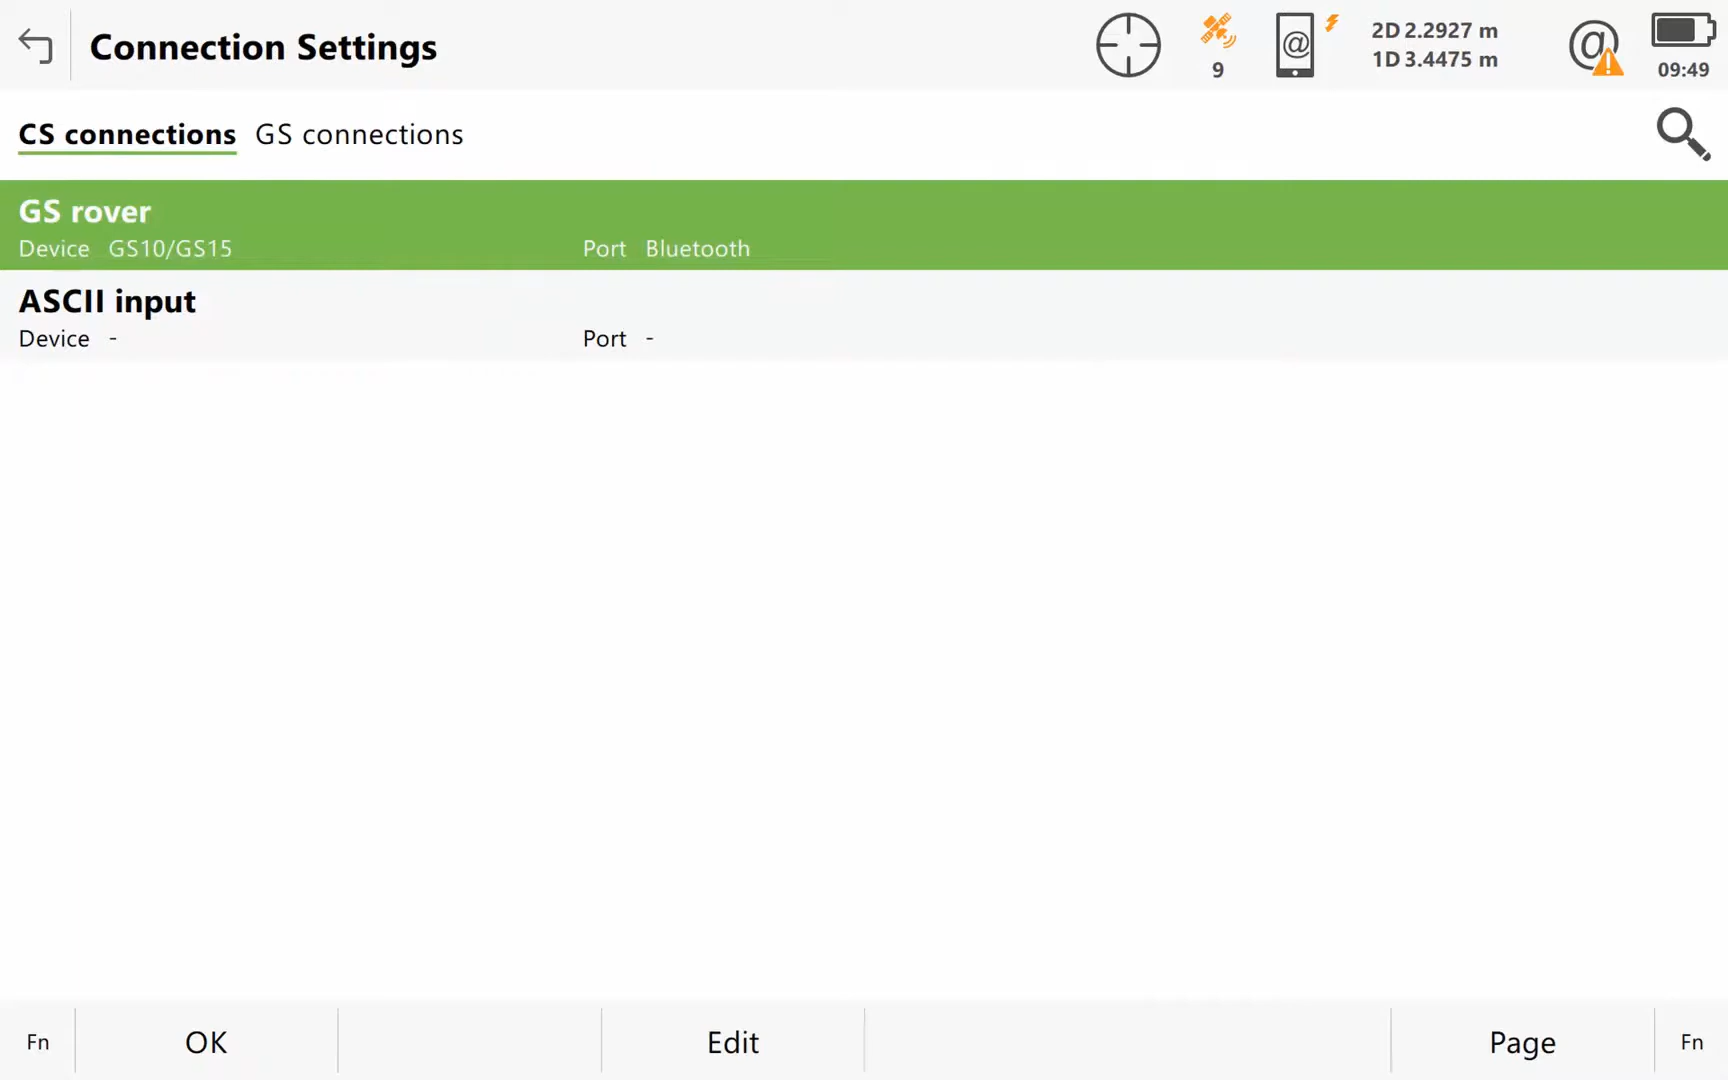 Connection Settings
9
@
2D 2.2927 m
1D 3.4475 m
@
09:49
CS connections GS connections
GS rover
Device GS10/GS15 Port Bluetooth
ASCII input
Device - Port -
Fn OK Edit Page Fn